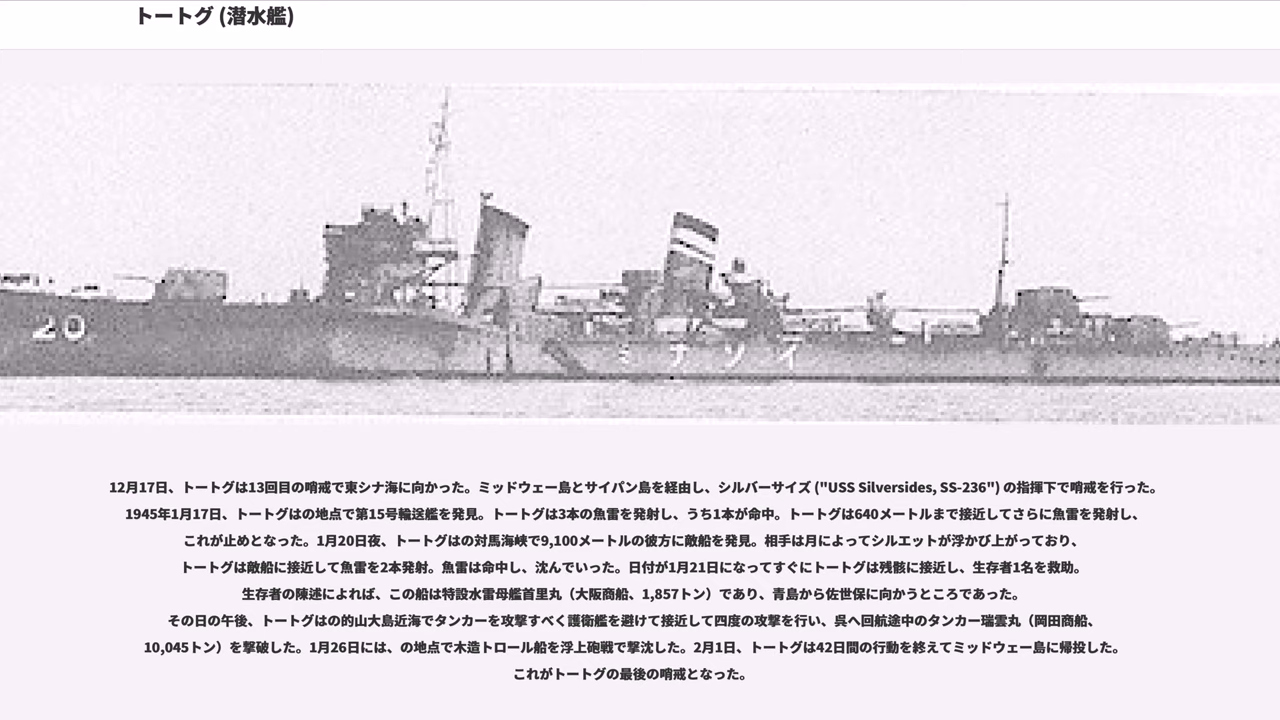 トートグ (潜水艦)
20
ミナソイ
12月17日、トートグは13回目の哨戒で東シナ海に向かった。ミッドウェー島とサイパン島を経由し、シルバーサイズ ("USS Silversides, SS-236") の指揮下で哨戒を行った。
1945年1月17日、トートグはの地点で第15号輸送艦を発見。トートグは3本の魚雷を発射し、うち1本が命中。トートグは640メートルまで接近してさらに魚雷を発射し、
これが止めとなった。1月20日夜、トートグはの対馬海峡で9,100メートルの彼方に敵船を発見。相手は月によってシルエットが浮かび上がっており、
トートグは敵船に接近して魚雷を2本発射。魚雷は命中し、沈んでいった。日付が1月21日になってすぐにトートグは残骸に接近し、生存者1名を救助。
生存者の陳述によれば、この船は特設水雷母艦首里丸（大阪商船、1,857トン）であり、青島から佐世保に向かうところであった。
その日の午後、トートグはの的山大島近海でタンカーを攻撃すべく護衛艦を避けて接近して四度の攻撃を行い、呉へ回航途中のタンカー瑞雲丸（岡田商船、
10,045トン）を撃破した。1月26日には、の地点で木造トロール船を浮上砲戦で撃沈した。2月1日、トートグは42日間の行動を終えてミッドウェー島に帰投した。
これがトートグの最後の哨戒となった。